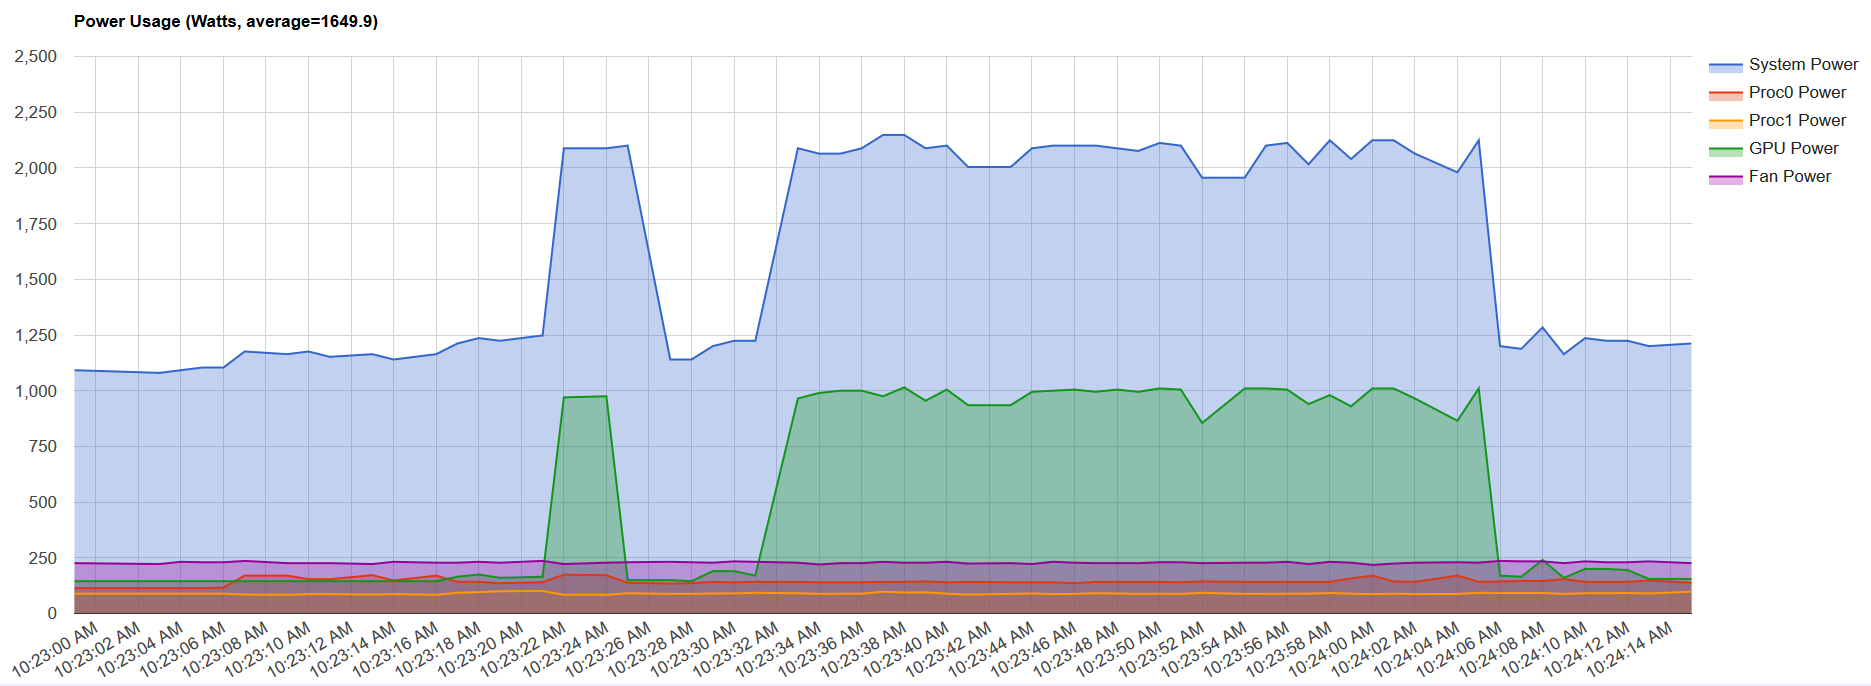 Power Usage (Watts, average=1649.9)
2,500
2,250
2,000
1,750
1,500
1,250
1,000
750
500
250
0
System Power
Proc0 Power
Proc1 Power
GPU Power
Fan Power
10:23:00 AM
10:23:02 AM
10:23:04 AM
10:23:06 AM
10:23:08 AM
10:23:10 AM
10:23:12 AM
10:23:14 AM
10:23:16 AM
10:23:18 AM
10:23:20 AM
10:23:22 AM
10:23:24 AM
10:23:26 AM
10:23:28 AM
10:23:30 AM
10:23:32 AM
10:23:34 AM
10:23:36 AM
10:23:38 AM
10:23:40 AM
10:23:42 AM
10:23:44 AM
10:23:46 AM
10:23:48 AM
10:23:50 AM
10:23:52 AM
10:23:54 AM
10:23:56 AM
10:23:58 AM
10:24:00 AM
10:24:02 AM
10:24:04 AM
10:24:06 AM
10:24:08 AM
10:24:10 AM
10:24:12 AM
10:24:14 AM